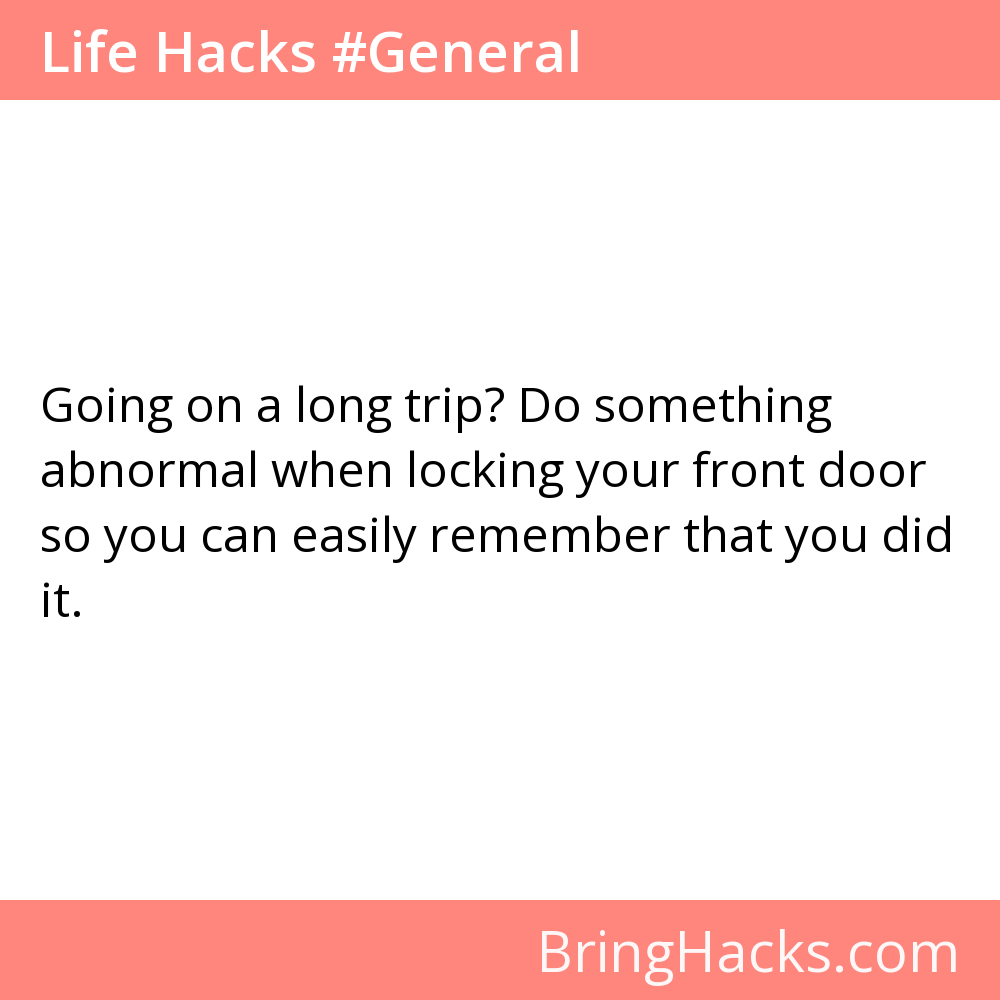 Life Hacks #General
Going on a long trip? Do something
abnormal when locking your front door
so you can easily remember that you did
it.
BringHacks.com